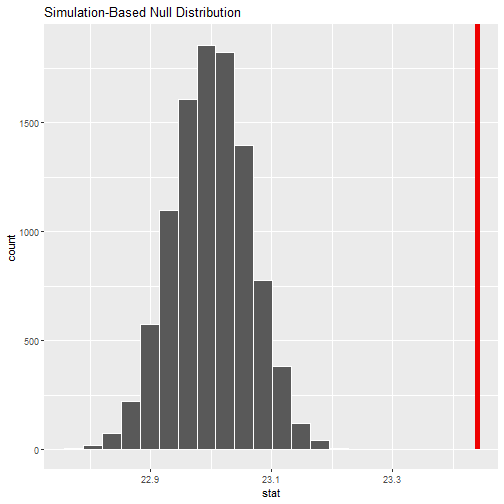 Simulation-Based Null Distribution
count
1500
1000
500
0
22.9 23.1 23.3
stat